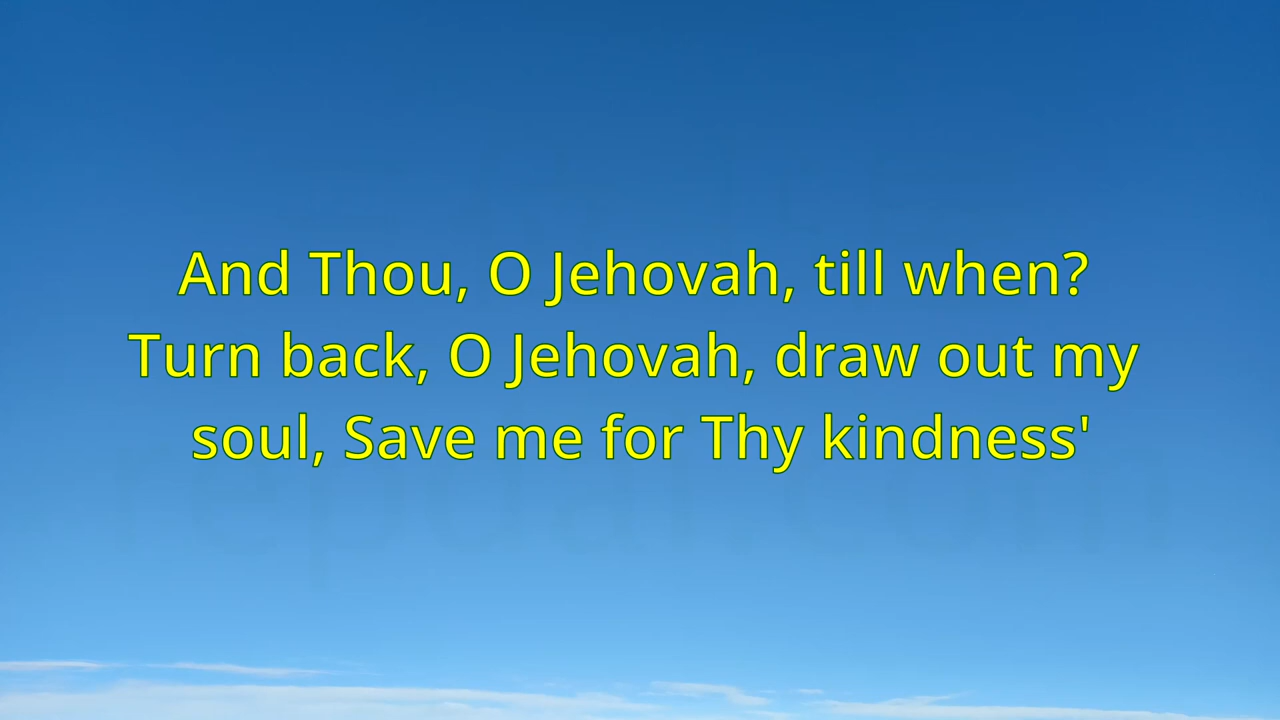 And Thou, O Jehovah, till when?
Turn back, O Jehovah, draw out my
soul, Save me for Thy kindness'